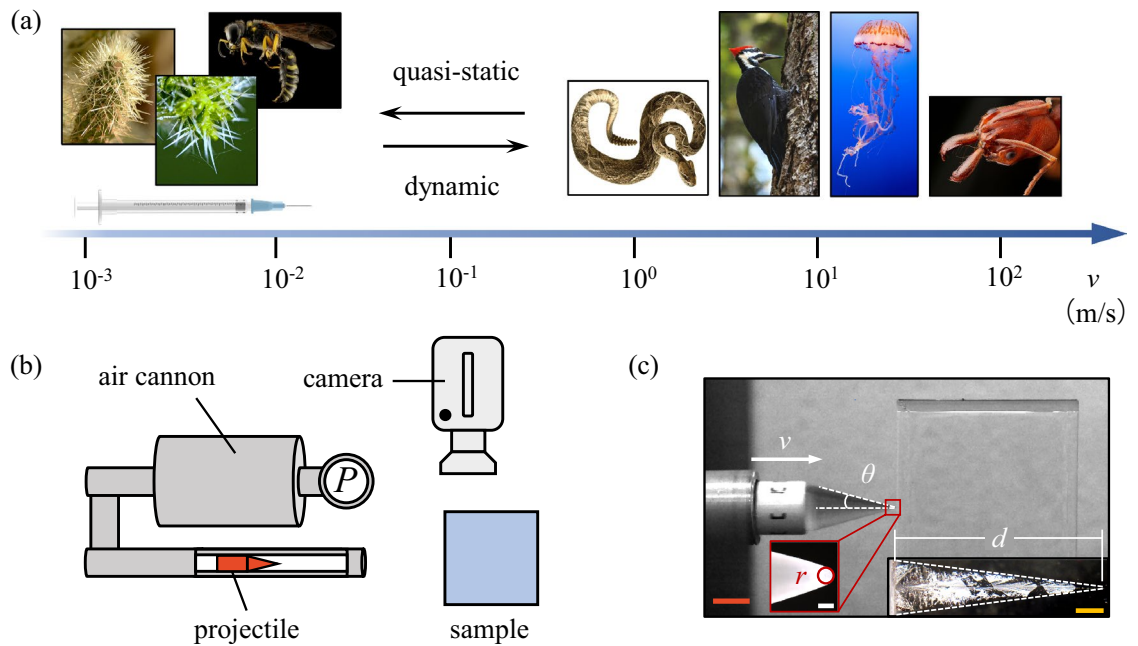 (a)
quasi-static
dynamic
10⁻³ 10⁻² 10⁻¹ 10⁰ 10¹ 10² v
(m/s)
(b)
air cannon
camera
P
projectile
sample
(c)
v
θ
d
r